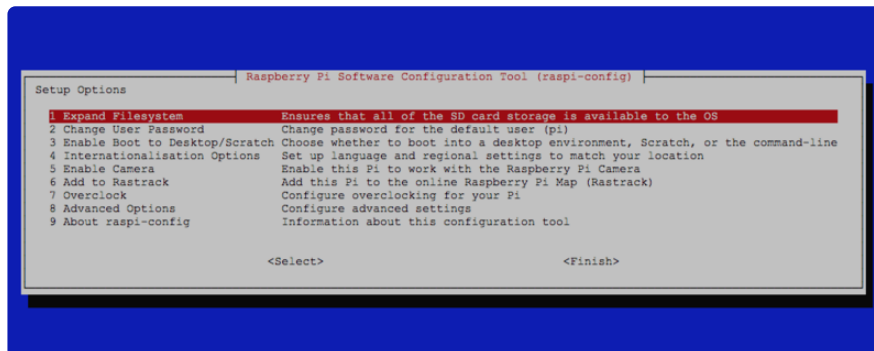 Raspberry Pi Software Configuration Tool (raspi-config)
Setup Options
1 Expand Filesystem Ensures that all of the SD card storage is available to the OS
2 Change User Password Change password for the default user (pi)
3 Enable Boot to Desktop/Scratch Choose whether to boot into a desktop environment, Scratch, or the command-line
4 Internationalisation Options Set up language and regional settings to match your location
5 Enable Camera Enable this Pi to work with the Raspberry Pi Camera
6 Add to Rastrack Add this Pi to the online Raspberry Pi Map (Rastrack)
7 Overclock Configure overclocking for your Pi
8 Advanced Options Configure advanced settings
9 About raspi-config Information about this configuration tool
<Select> <Finish>